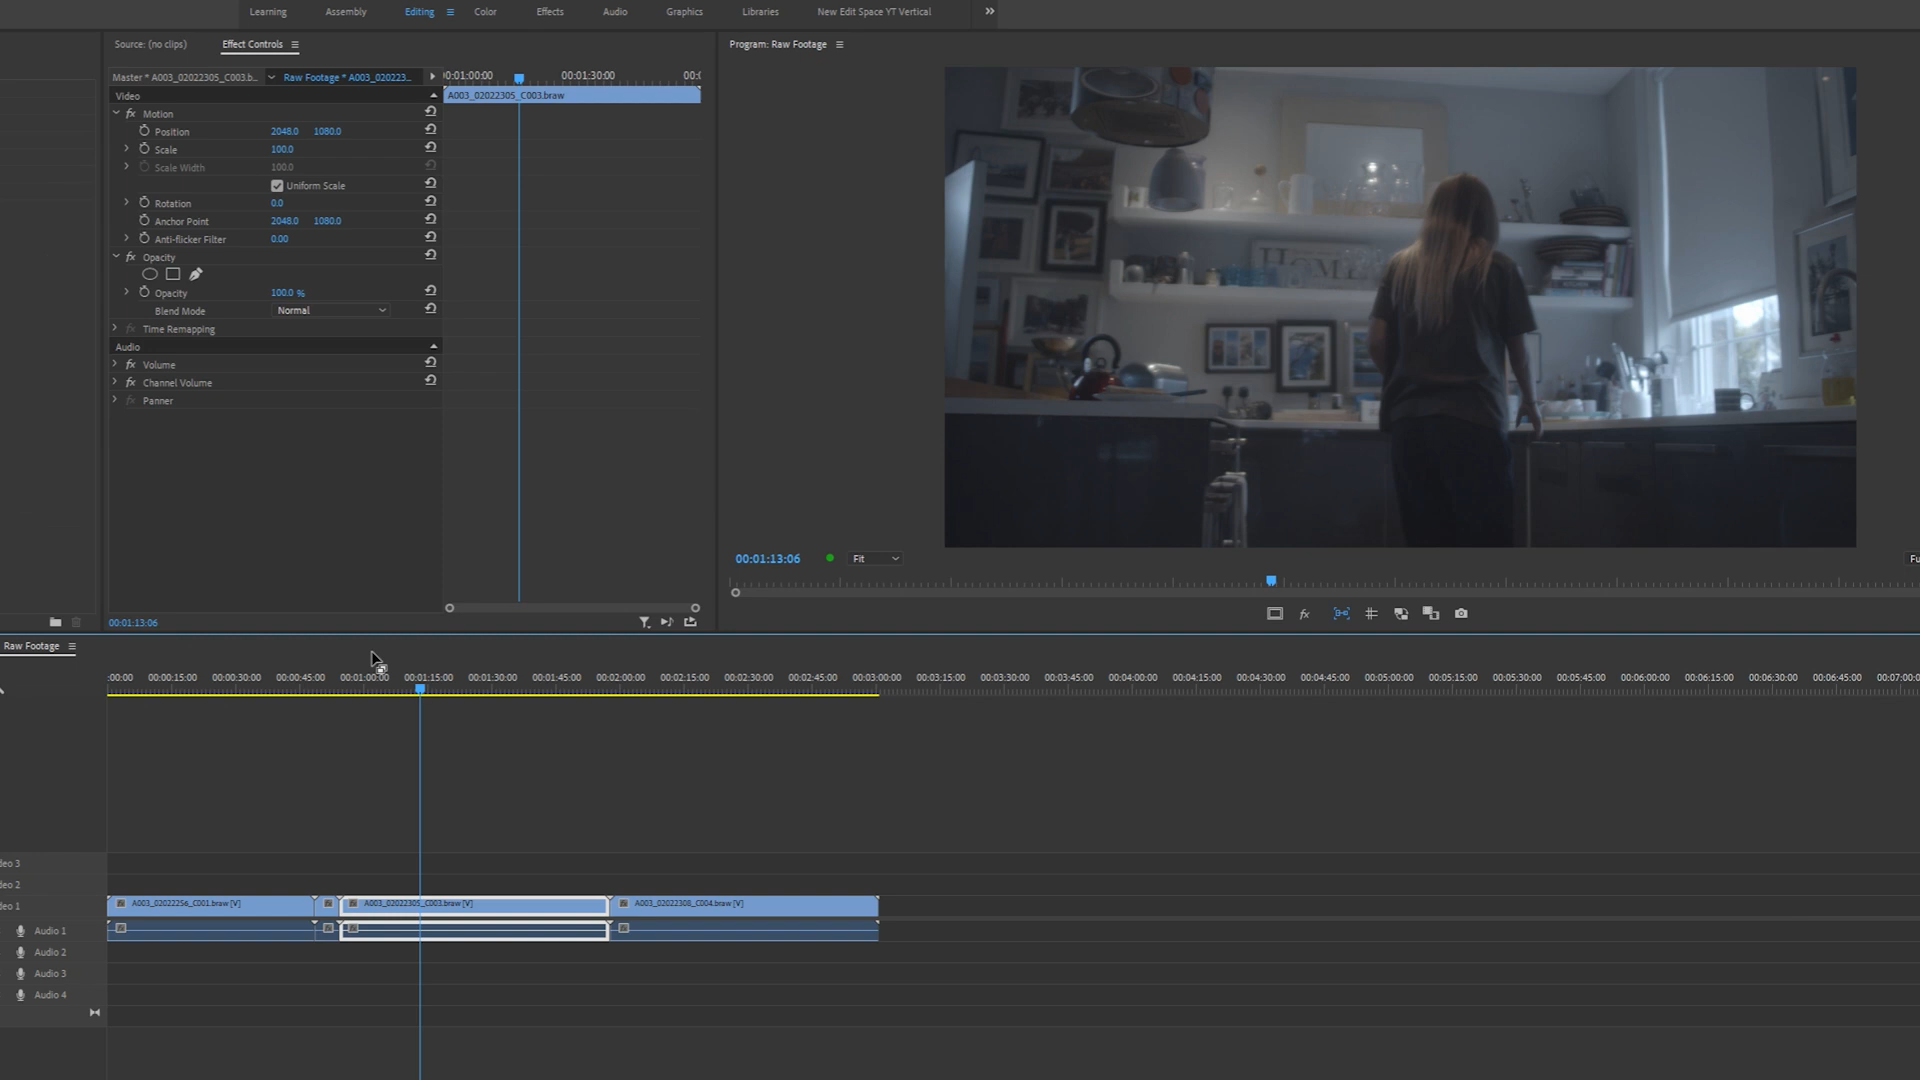 Learning Assembly Editing Color Effects Audio Graphics Libraries New Edit Space YT Vertical
Source: (no clips) Effect Controls
Program: Raw Footage
Master * A003_02022305_C003.b... Raw Footage * A003_020223...
0:01:00:00 00:01:30:00 00:(
Video
A003_02022305_C003.braw
Motion
Position 2048.0 1080.0
Scale 100.0
Scale Width 100.0
Uniform Scale
Rotation 0.0
Anchor Point 2048.0 1080.0
Anti-flicker Filter 0.00
Opacity
Opacity 100.0 %
Blend Mode Normal
Time Remapping
Audio
Volume
Channel Volume
Panner
HOME
KITCHEN
00:01:13:06 Fit Fu
00:01:13:06
Raw Footage
:00:00 00:00:15:00 00:00:30:00 00:00:45:00 00:01:00:00 00:01:15:00 00:01:30:00 00:01:45:00 00:02:00:00 00:02:15:00 00:02:30:00 00:02:45:00 00:03:00:00 00:03:15:00 00:03:30:00 00:03:45:00 00:04:00:00 00:04:15:00 00:04:30:00 00:04:45:00 00:05:00:00 00:05:15:00 00:05:30:00 00:05:45:00 00:06:00:00 00:06:15:00 00:06:30:00 00:06:45:00 00:07:00:0
deo 3
deo 2
eo 1
A003_02022256_C001.braw [V] A003_02022305_C003.braw [V] A003_02022308_C004.braw [V]
Audio 1
Audio 2
Audio 3
Audio 4